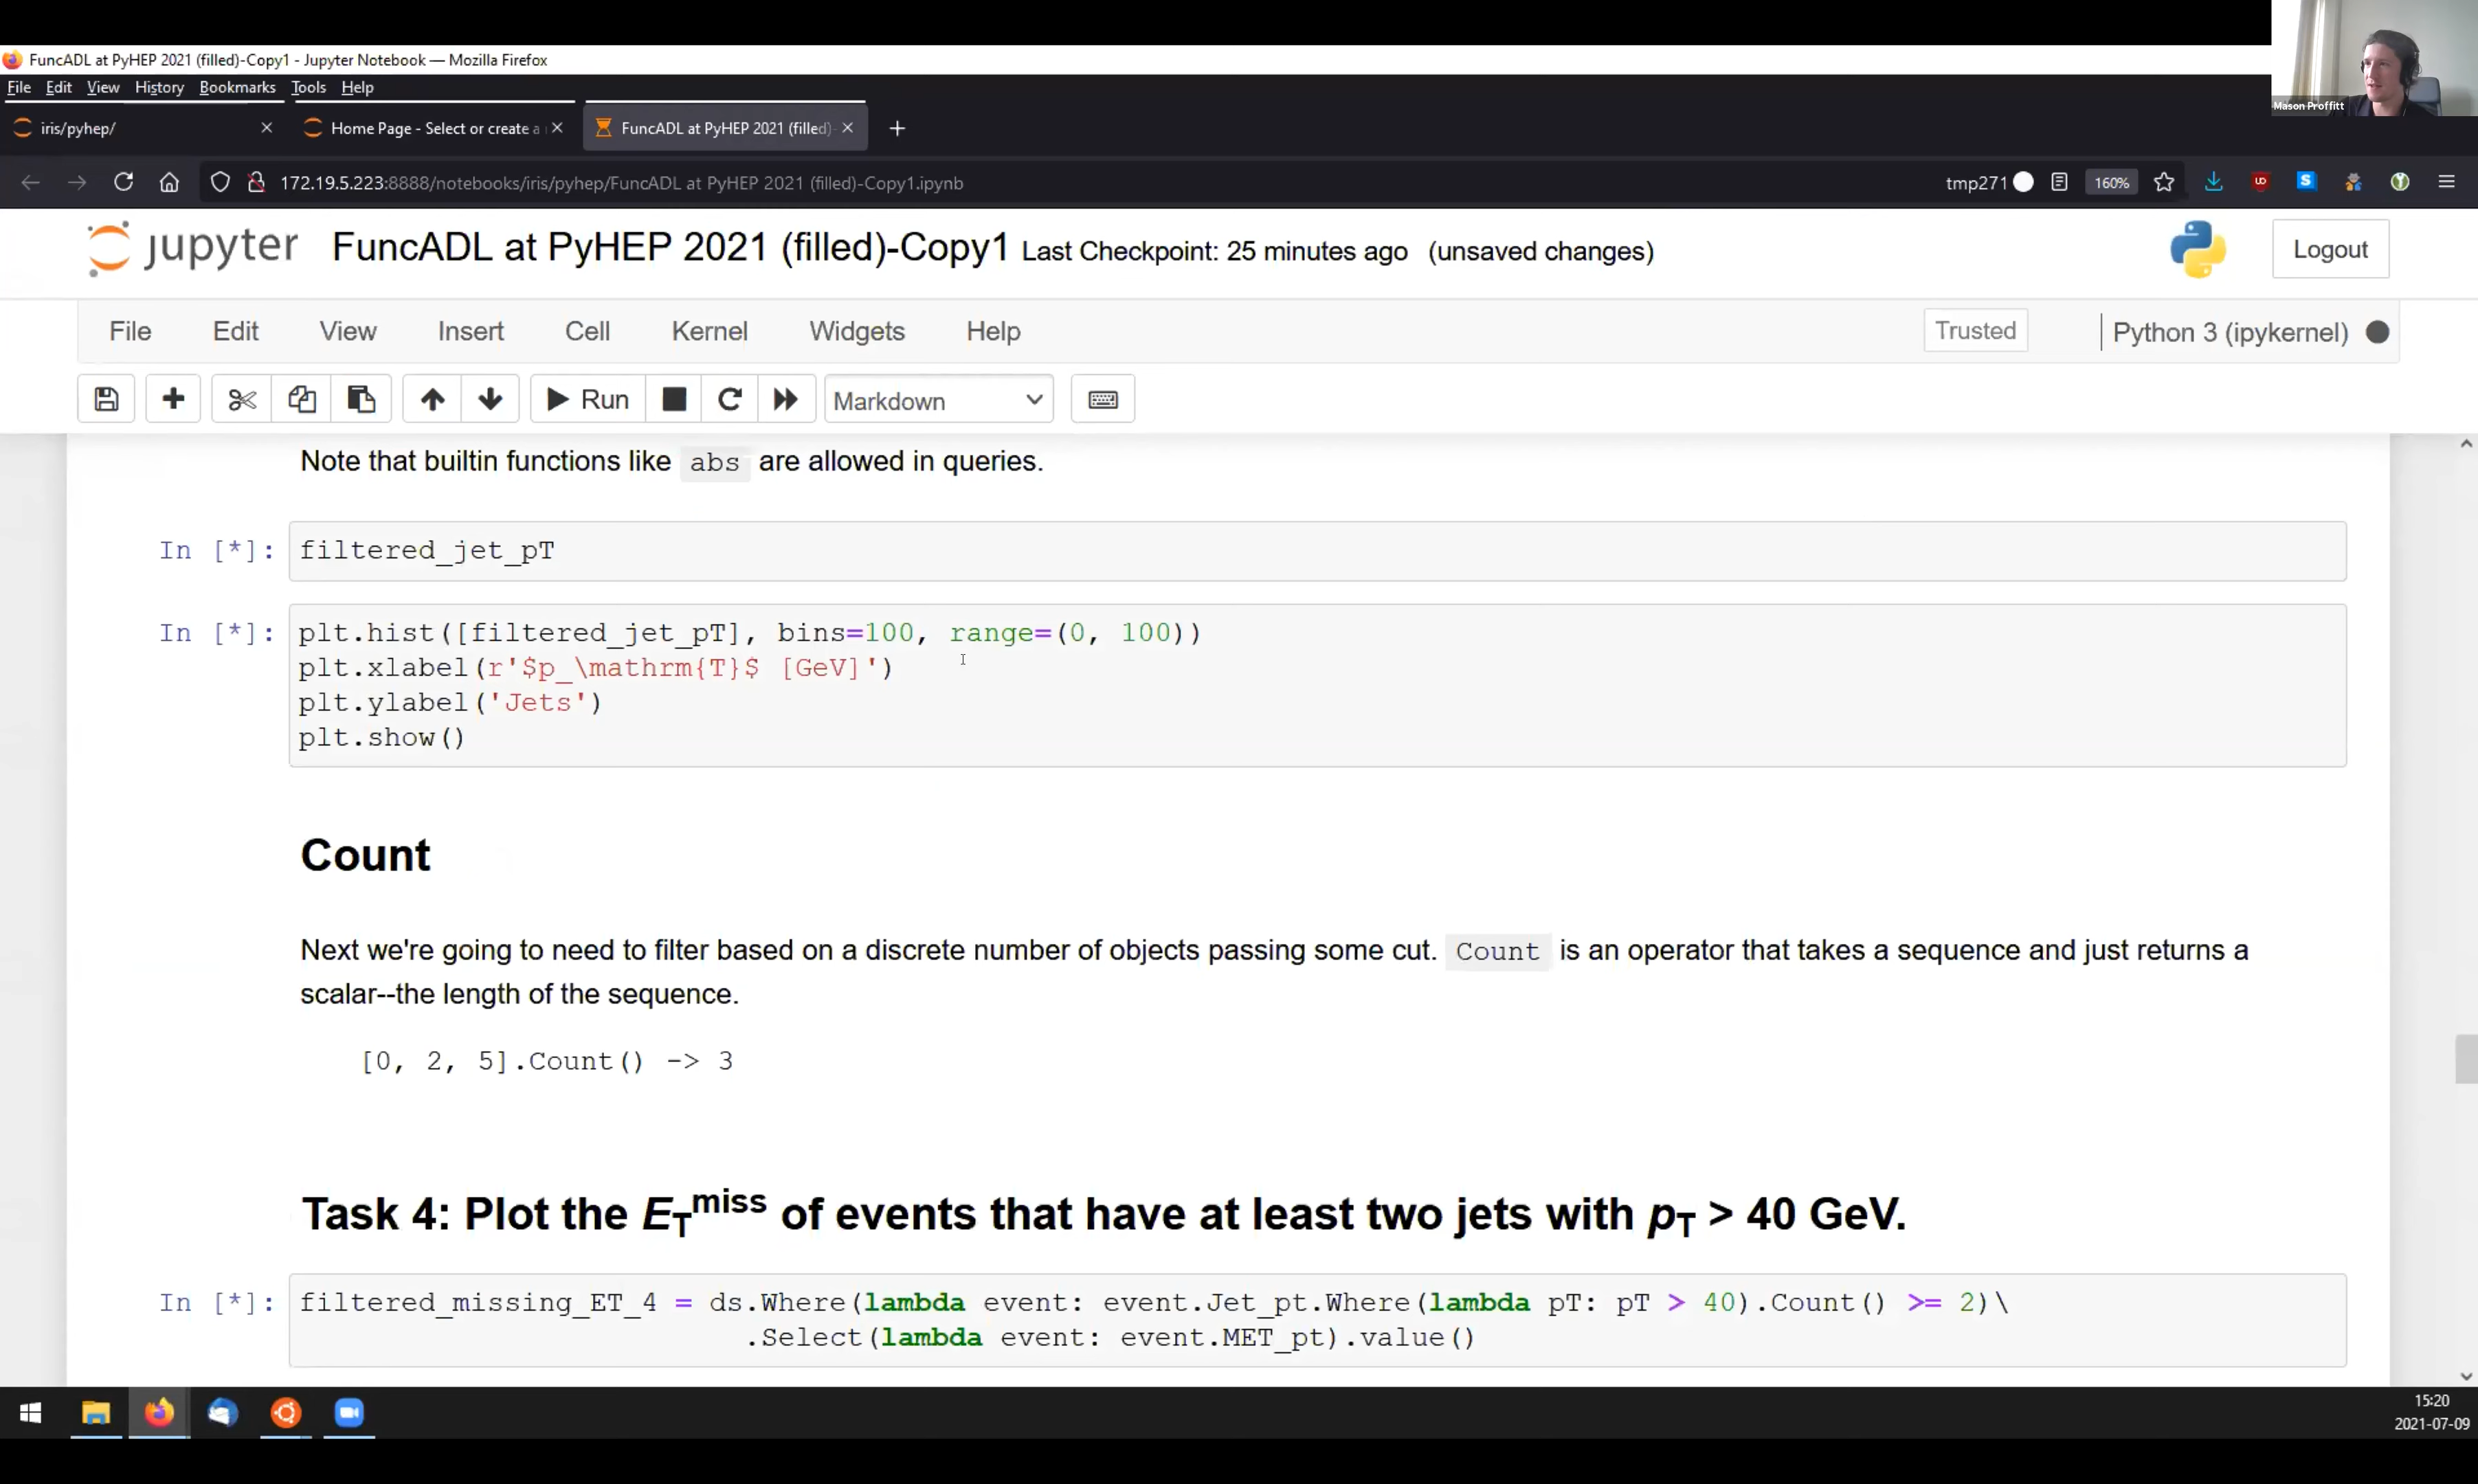 FuncADL at PyHEP 2021 (filled)-Copy1 - Jupyter Notebook — Mozilla Firefox
Mason Proffitt
File Edit View History Bookmarks Tools Help
iris/pyhep/
Home Page - Select or create a
FuncADL at PyHEP 2021 (filled)
172.19.5.223:8888/notebooks/iris/pyhep/FuncADL at PyHEP 2021 (filled)-Copy1.ipynb
tmp271
160%
jupyter FuncADL at PyHEP 2021 (filled)-Copy1 Last Checkpoint: 25 minutes ago (unsaved changes)
Logout
File Edit View Insert Cell Kernel Widgets Help
Trusted
Python 3 (ipykernel)
Run
Markdown
Note that builtin functions like abs are allowed in queries.
In [*]: filtered_jet_pT
In [*]: plt.hist([filtered_jet_pT], bins=100, range=(0, 100))
plt.xlabel(r'$p_\mathrm{T}$ [GeV]')
plt.ylabel('Jets')
plt.show()
Count
Next we're going to need to filter based on a discrete number of objects passing some cut. Count is an operator that takes a sequence and just returns a
scalar--the length of the sequence.
[0, 2, 5].Count() -> 3
Task 4: Plot the E_T^miss of events that have at least two jets with p_T > 40 GeV.
In [*]: filtered_missing_ET_4 = ds.Where(lambda event: event.Jet_pt.Where(lambda pT: pT > 40).Count() >= 2)\
.Select(lambda event: event.MET_pt).value()
15:20
2021-07-09